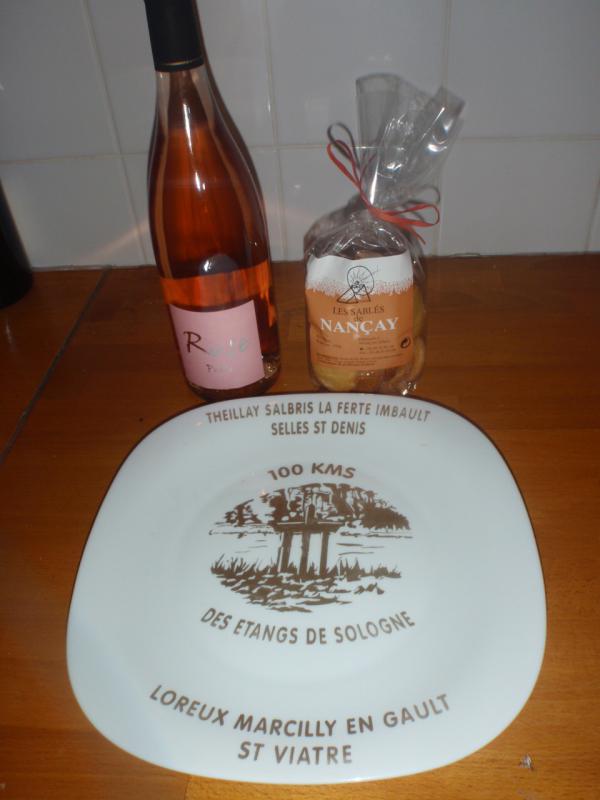 Rosé
LES SABLÉS
de
NANÇAY
THEILLAY SALBRIS LA FERTE IMBAULT
SELLES ST DENIS
100 KMS
DES ETANGS DE SOLOGNE
LOREUX MARCILLY EN GAULT
ST VIATRE